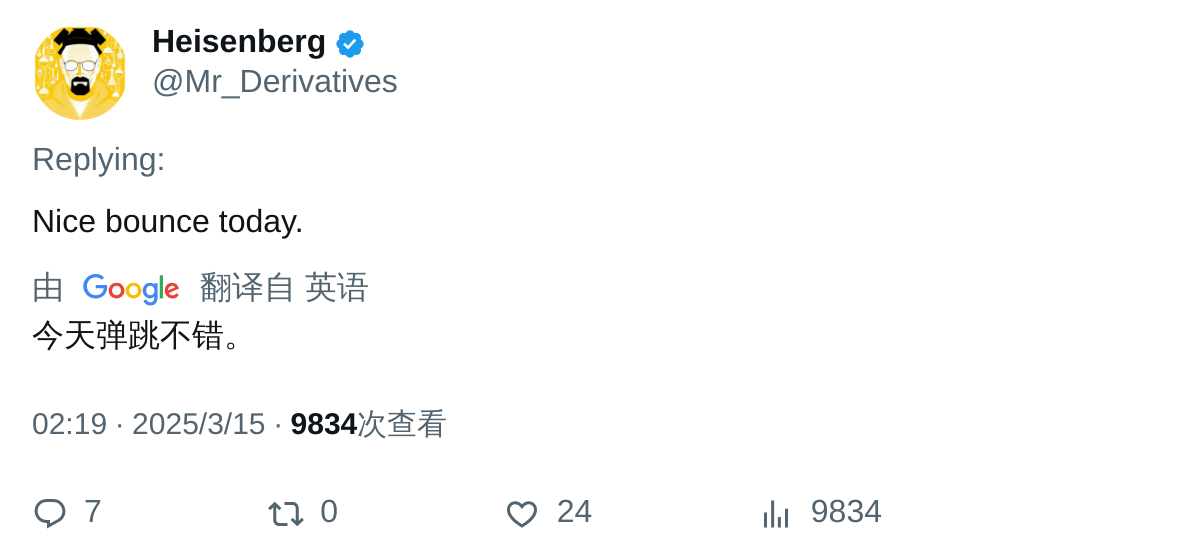 Heisenberg
@Mr_Derivatives
Replying:
Nice bounce today.
由 Google 翻译自 英语
今天弹跳不错。
02:19 · 2025/3/15 · 9834次查看
7 0 24 9834